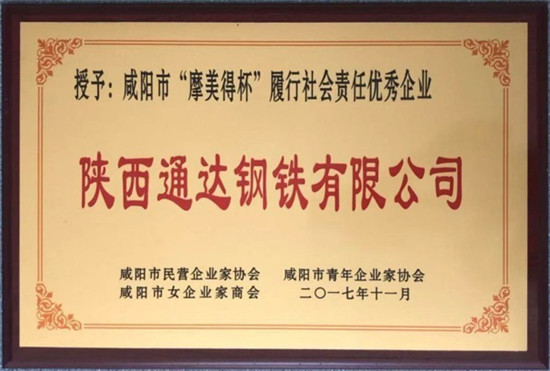 授予：咸阳市“摩美得杯”履行社会责任优秀企业
陕西通达钢铁有限公司
咸阳市民营企业家协会 咸阳市青年企业家协会
咸阳市女企业家商会 二〇一七年十一月